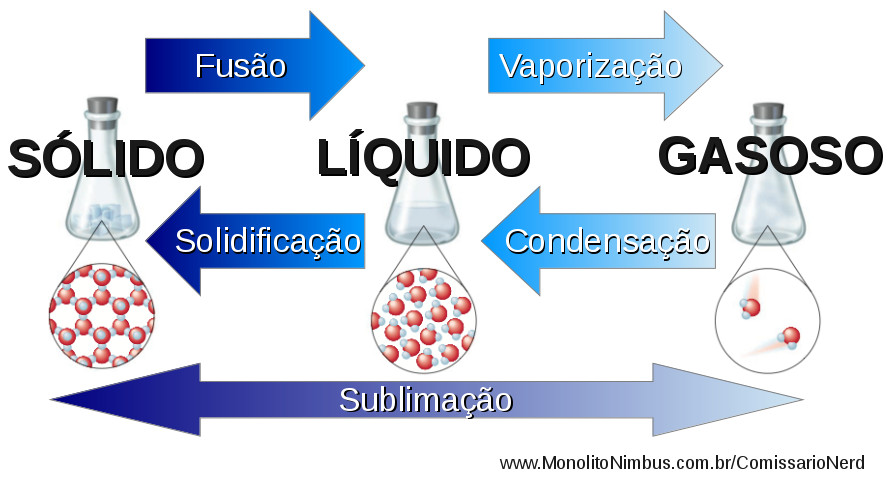 Fusão
Vaporização
SÓLIDO
LÍQUIDO
GASOSO
Solidificação
Condensação
Sublimação
www.MonolitoNimbus.com.br/ComissarioNerd